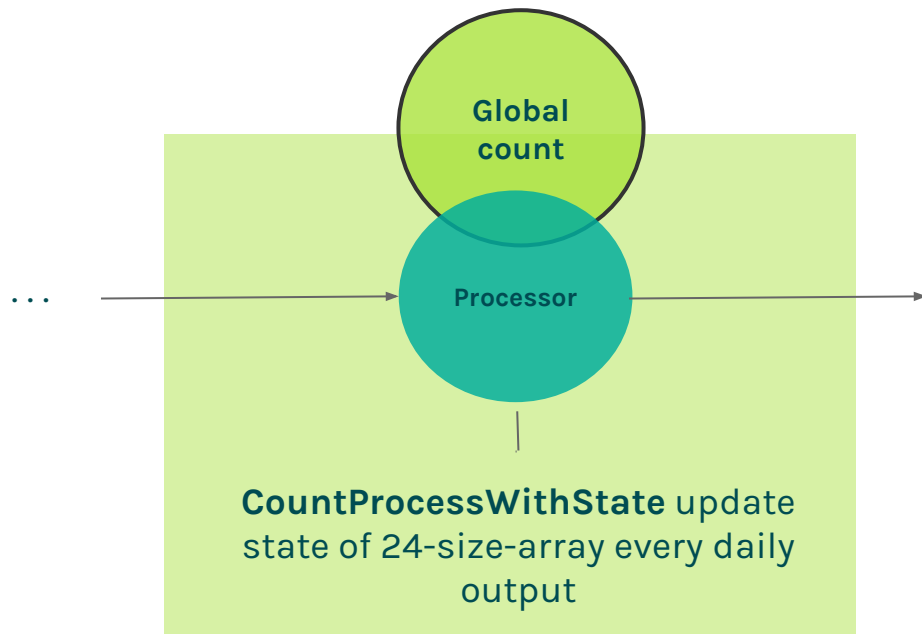 Global
count
...
Processor
CountProcessWithState update
state of 24-size-array every daily
output